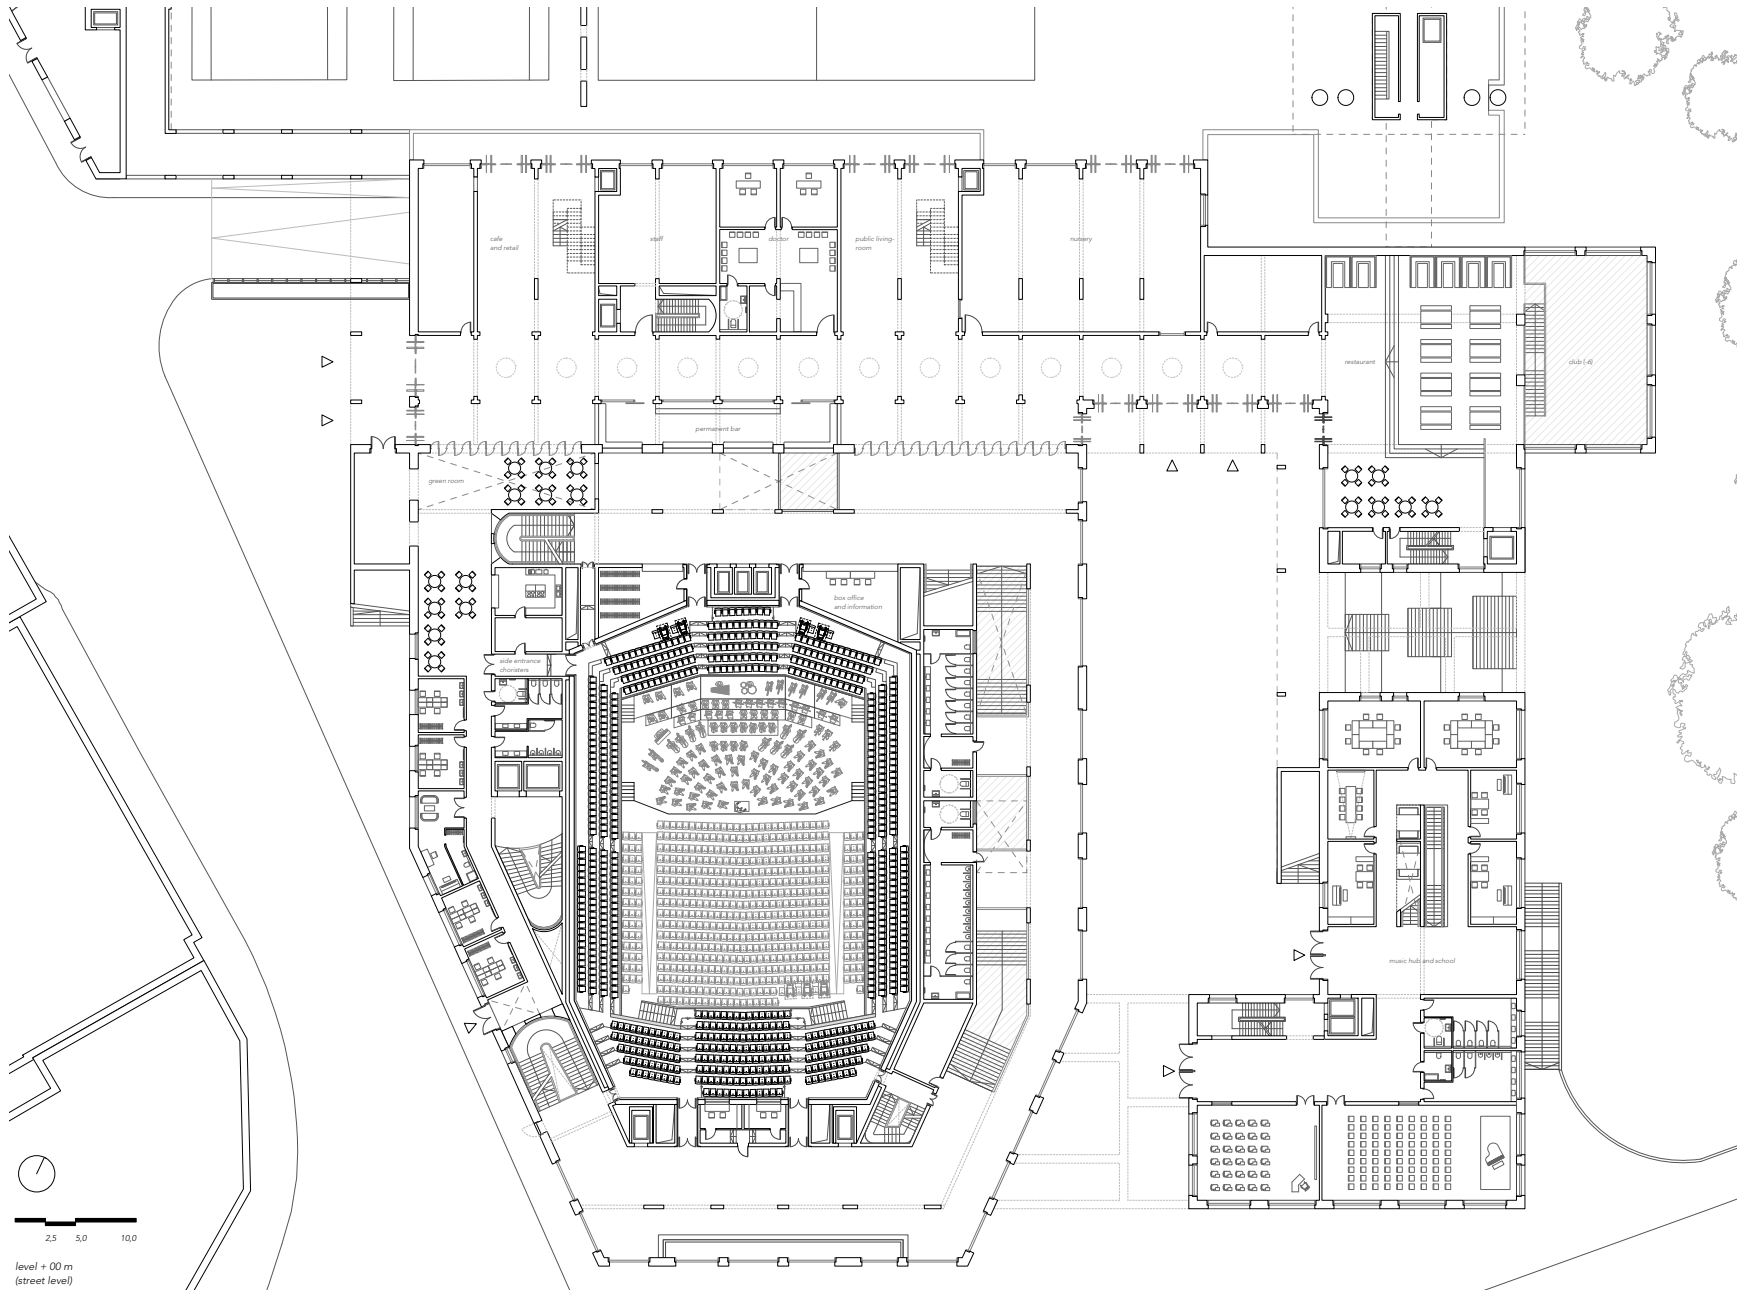 cafe
and retail
staff
doctor
public living-
room
nursery
restaurant
club (-6)
permanent bar
green room
box office
and information
side entrance
choristers
music hub and school
2,5 5,0 10,0
level + 00 m
(street level)